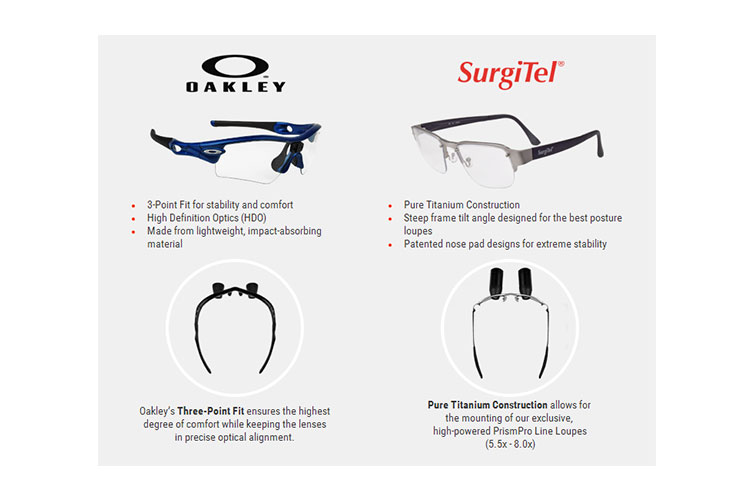 OAKLEY
SurgiTel®
SurgiTel
• 3-Point Fit for stability and comfort
• High Definition Optics (HDO)
• Made from lightweight, impact-absorbing
material
• Pure Titanium Construction
• Steep frame tilt angle designed for the best posture
loupes
• Patented nose pad designs for extreme stability
Oakley's Three-Point Fit ensures the highest
degree of comfort while keeping the lenses
in precise optical alignment.
Pure Titanium Construction allows for
the mounting of our exclusive,
high-powered PrismPro Line Loupes
(5.5x - 8.0x)